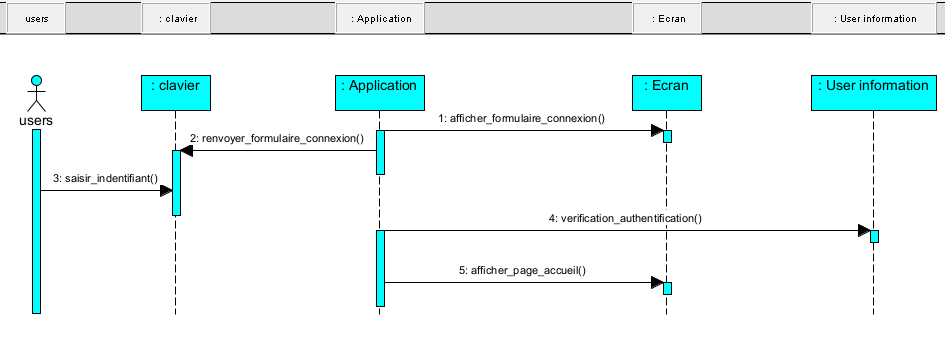 users
: clavier
: Application
: Ecran
: User information
: clavier
: Application
: Ecran
: User information
users
1: afficher_formulaire_connexion()
2: renvoyer_formulaire_connexion()
3: saisir_indentifiant()
4: verification_authentification()
5: afficher_page_accueil()